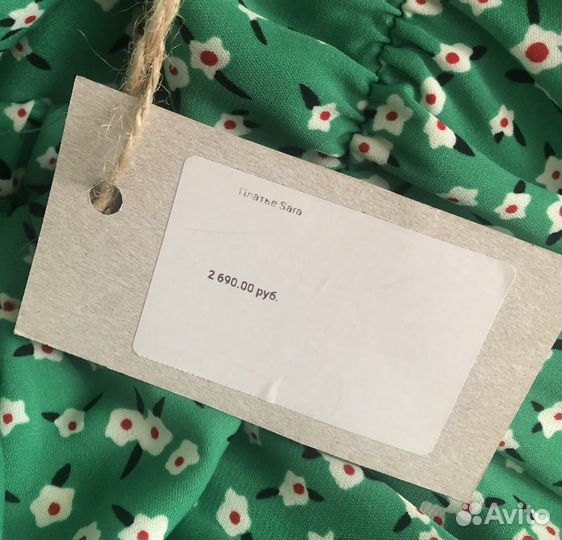 Платье Sara
2 690.00 руб.
Avito